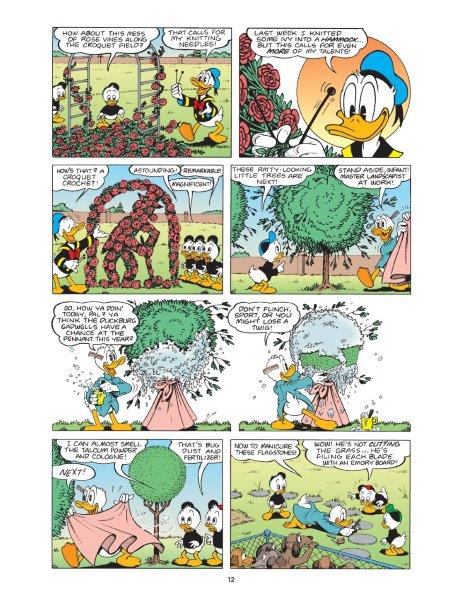 HOW ABOUT THIS MESS
OF ROSE VINES ALONG
THE CROQUET FIELD?
THAT CALLS FOR
MY KNITTING
NEEDLES!
LAST WEEK I KNITTED
SOME IVY INTO A HAMMOCK...
BUT THIS CALLS FOR EVEN
MORE OF MY TALENTS!
HOW'S THAT? A
CROQUET
CROCHET!
ASTOUNDING!
REMARKABLE!
MAGNIFICENT!
THESE RATTY-LOOKING
LITTLE TREES ARE
NEXT!
STAND ASIDE, INFANT!
MASTER LANDSCAPIST
AT WORK!
SO, HOW YA DOIN'
TODAY, PAL? YA
THINK THE DUCKBURG
GADWELLS HAVE A
CHANCE AT THE
PENNANT THIS YEAR?
DON'T FLINCH,
SPORT, OR YOU
MIGHT LOSE A
TWIG!
I CAN ALMOST SMELL
THE TALCUM POWDER
AND COLOGNE!
NEXT!
THAT'S BUG
DUST AND
FERTILIZER!
NOW TO MANICURE
THESE FLAGSTONES!
WOW! HE'S NOT CUTTING
THE GRASS... HE'S
FILING EACH BLADE
WITH AN EMORY BOARD!
12